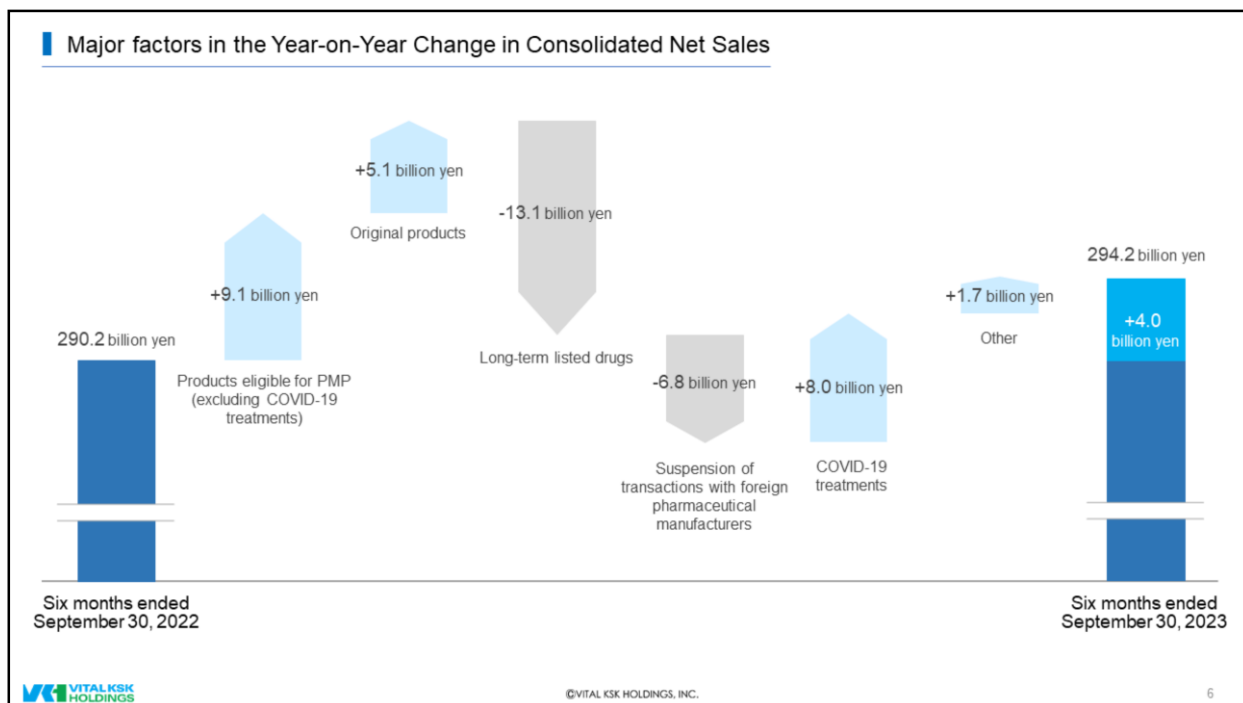 Major factors in the Year-on-Year Change in Consolidated Net Sales
+5.1 billion yen
Original products
-13.1 billion yen
Long-term listed drugs
+9.1 billion yen
Products eligible for PMP
(excluding COVID-19
treatments)
290.2 billion yen
-6.8 billion yen
Suspension of
transactions with foreign
pharmaceutical
manufacturers
+8.0 billion yen
COVID-19
treatments
+1.7 billion yen
Other
294.2 billion yen
+4.0
billion yen
Six months ended
September 30, 2022
Six months ended
September 30, 2023
VITAL KSK
HOLDINGS
©VITAL KSK HOLDINGS, INC.
6